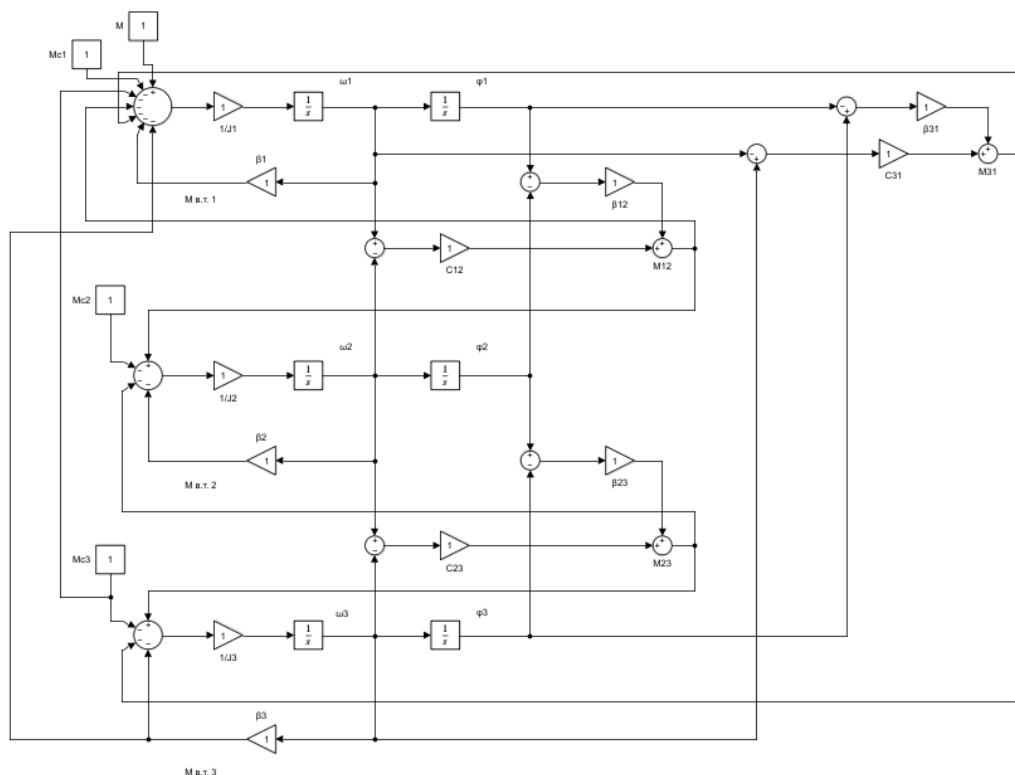 M 1
Mc1 1
ω1 φ1
+ − − − − −
1 1/J1
1/s 1/s
− +
1 β31
β1 1
− +
1 C31
+ + M31
M в.т. 1
+ −
1 β12
+ −
1 C12
+ + M12
Mc2 1
ω2 φ2
− + − −
1 1/J2
1/s 1/s
β2 1
+ −
1 β23
M в.т. 2
+ −
1 C23
+ + M23
Mc3 1
ω3 φ3
− + − −
1 1/J3
1/s 1/s
β3 1
M в.т. 3